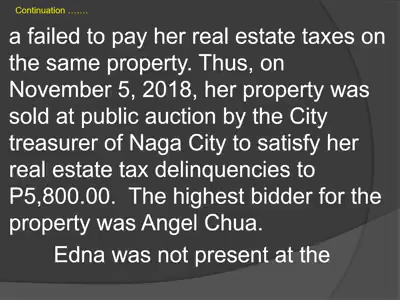 Continuation …….
a failed to pay her real estate taxes on
the same property. Thus, on
November 5, 2018, her property was
sold at public auction by the City
treasurer of Naga City to satisfy her
real estate tax delinquencies to
P5,800.00.  The highest bidder for the
property was Angel Chua.
Edna was not present at the